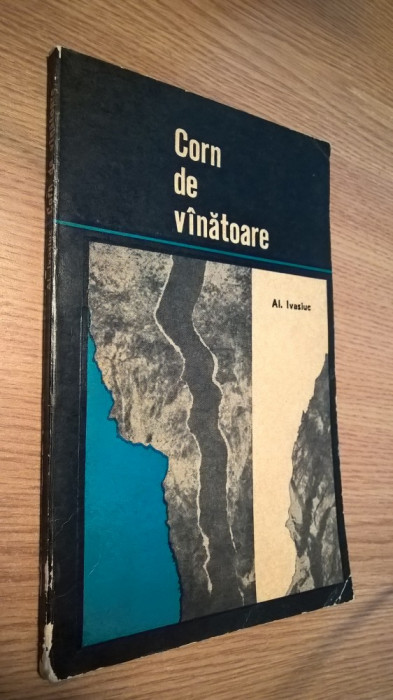 Corn
de
vînătoare
Al. Ivasiuc